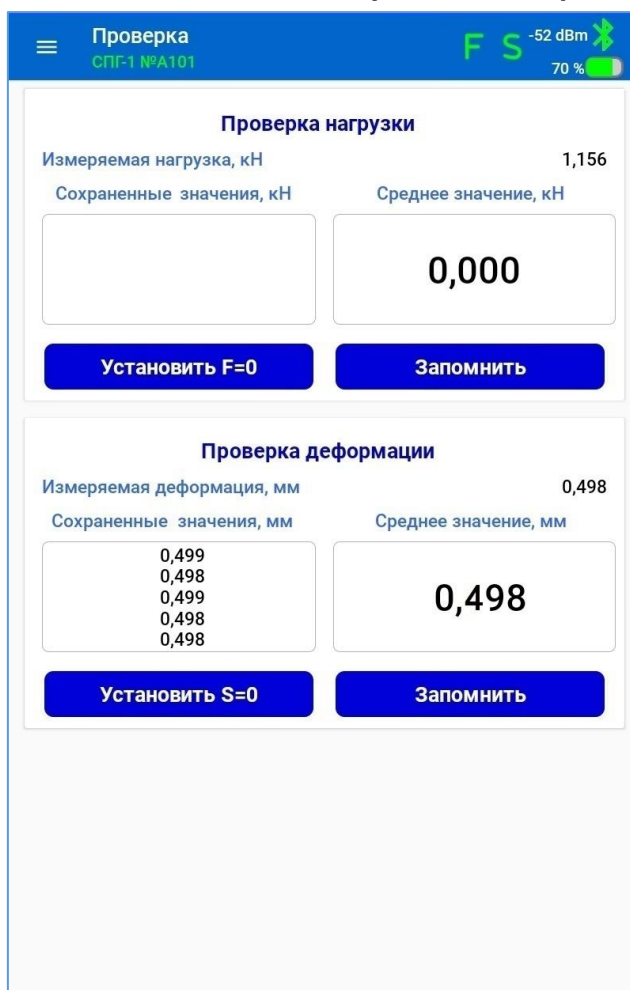 Проверка
СПГ-1 №А101
F S
-52 dBm
70 %
Проверка нагрузки
Измеряемая нагрузка, кН 1,156
Сохраненные значения, кН Среднее значение, кН
0,000
Установить F=0 Запомнить
Проверка деформации
Измеряемая деформация, мм 0,498
Сохраненные значения, мм Среднее значение, мм
0,499
0,498
0,499
0,498
0,498
0,498
Установить S=0 Запомнить